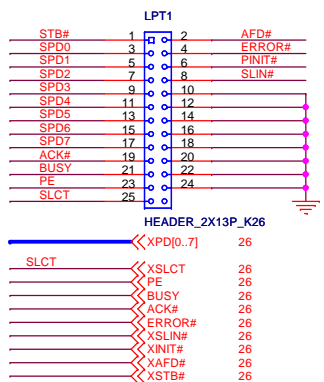 LPT1
STB# 1 2 AFD#
SPD0 3 4 ERROR#
SPD1 5 6 PINIT#
SPD2 7 8 SLIN#
SPD3 9 10
SPD4 11 12
SPD5 13 14
SPD6 15 16
SPD7 17 18
ACK# 19 20
BUSY 21 22
PE 23 24
SLCT 25
HEADER_2X13P_K26
XPD[0..7] 26
SLCT XSLCT 26
PE 26
BUSY 26
ACK# 26
ERROR# 26
XSLIN# 26
XINIT# 26
XAFD# 26
XSTB# 26